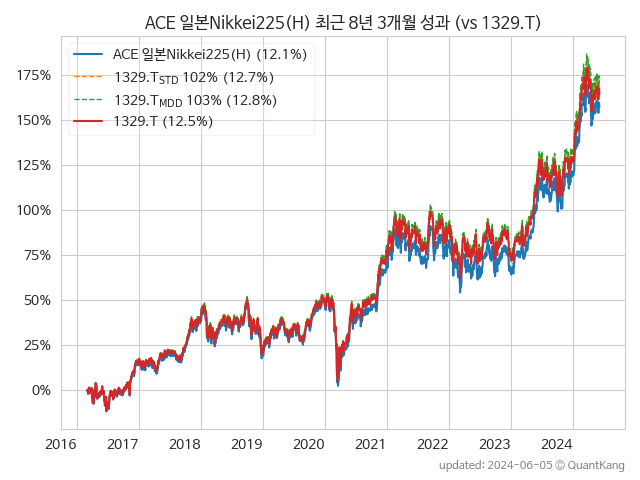 ACE 일본Nikkei225(H) 최근 8년 3개월 성과 (vs 1329.T)
ACE 일본Nikkei225(H) (12.1%)
1329.T_STD 102% (12.7%)
1329.T_MDD 103% (12.8%)
1329.T (12.5%)
175%
150%
125%
100%
75%
50%
25%
0%
2016 2017 2018 2019 2020 2021 2022 2023 2024
updated: 2024-06-05 © QuantKang